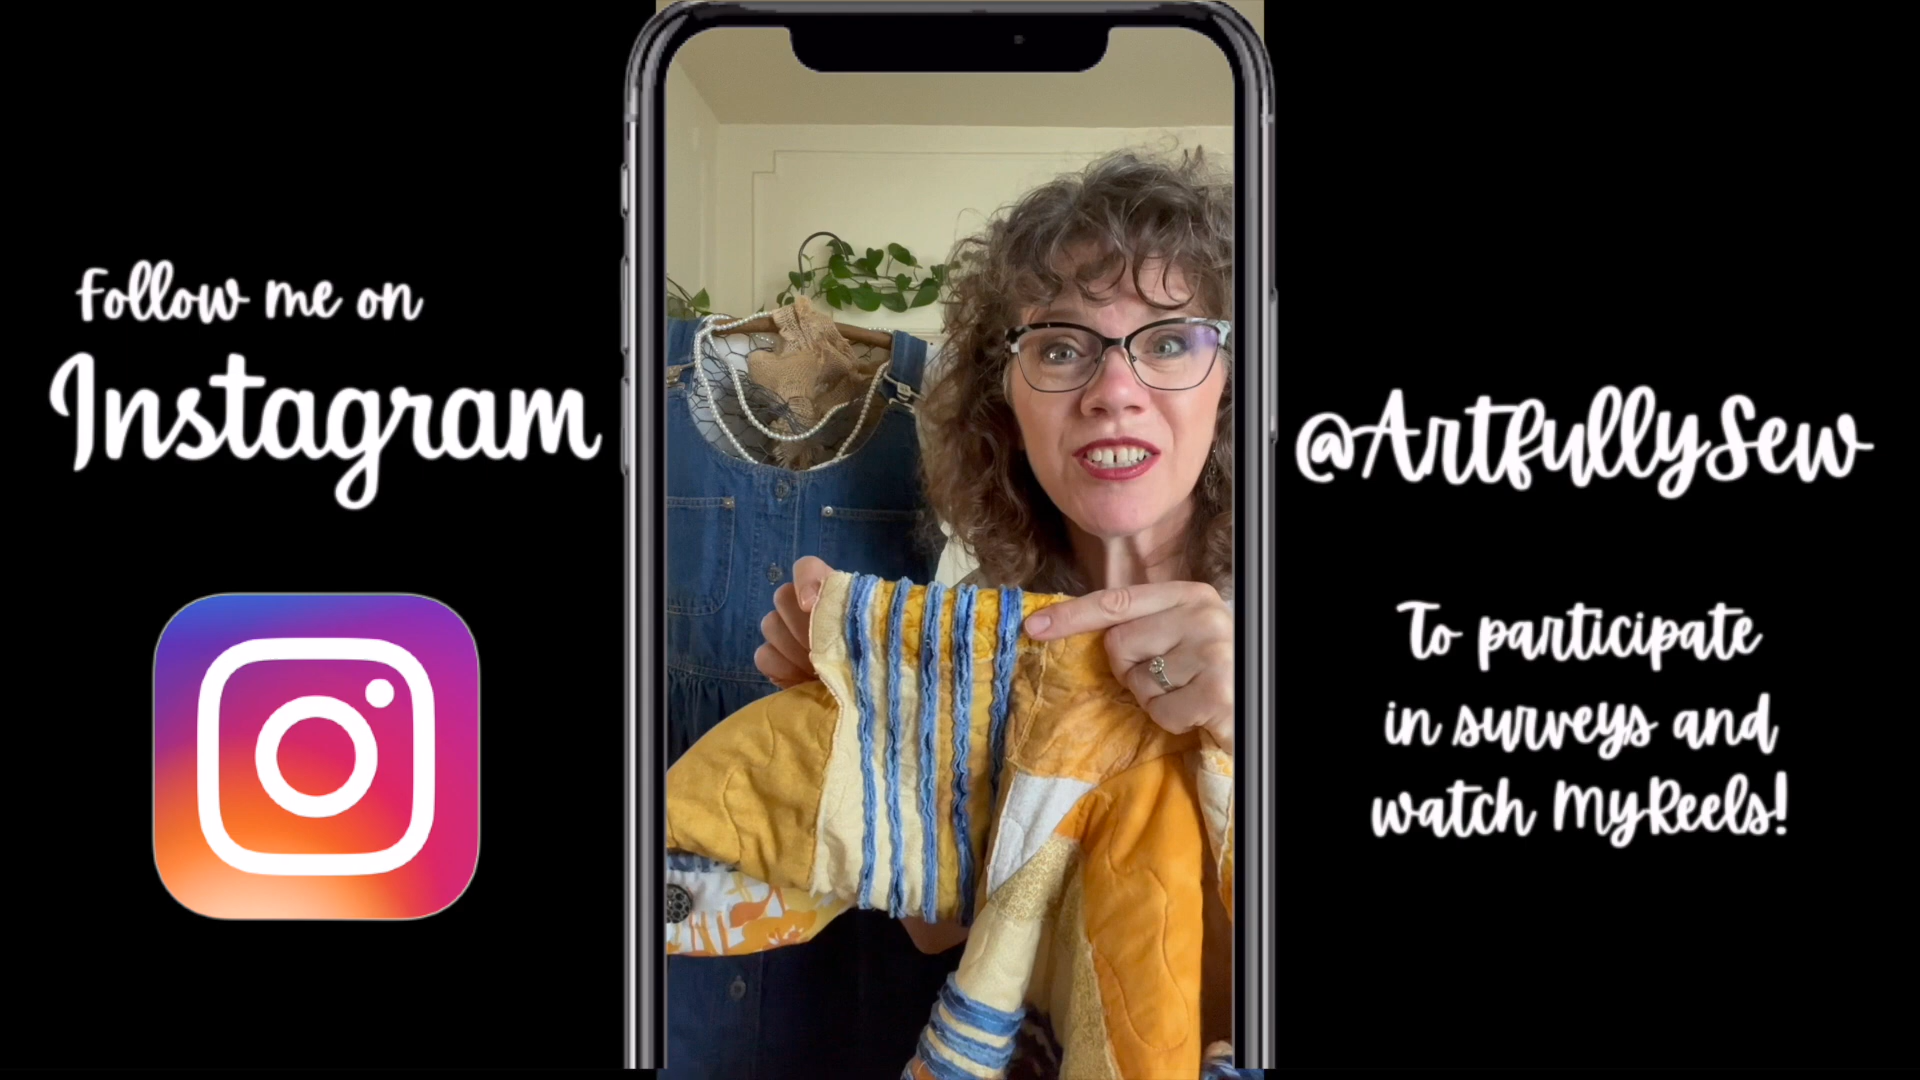 Follow me on
Instagram
@ArtfullySew
To participate
in surveys and
watch MyReels!